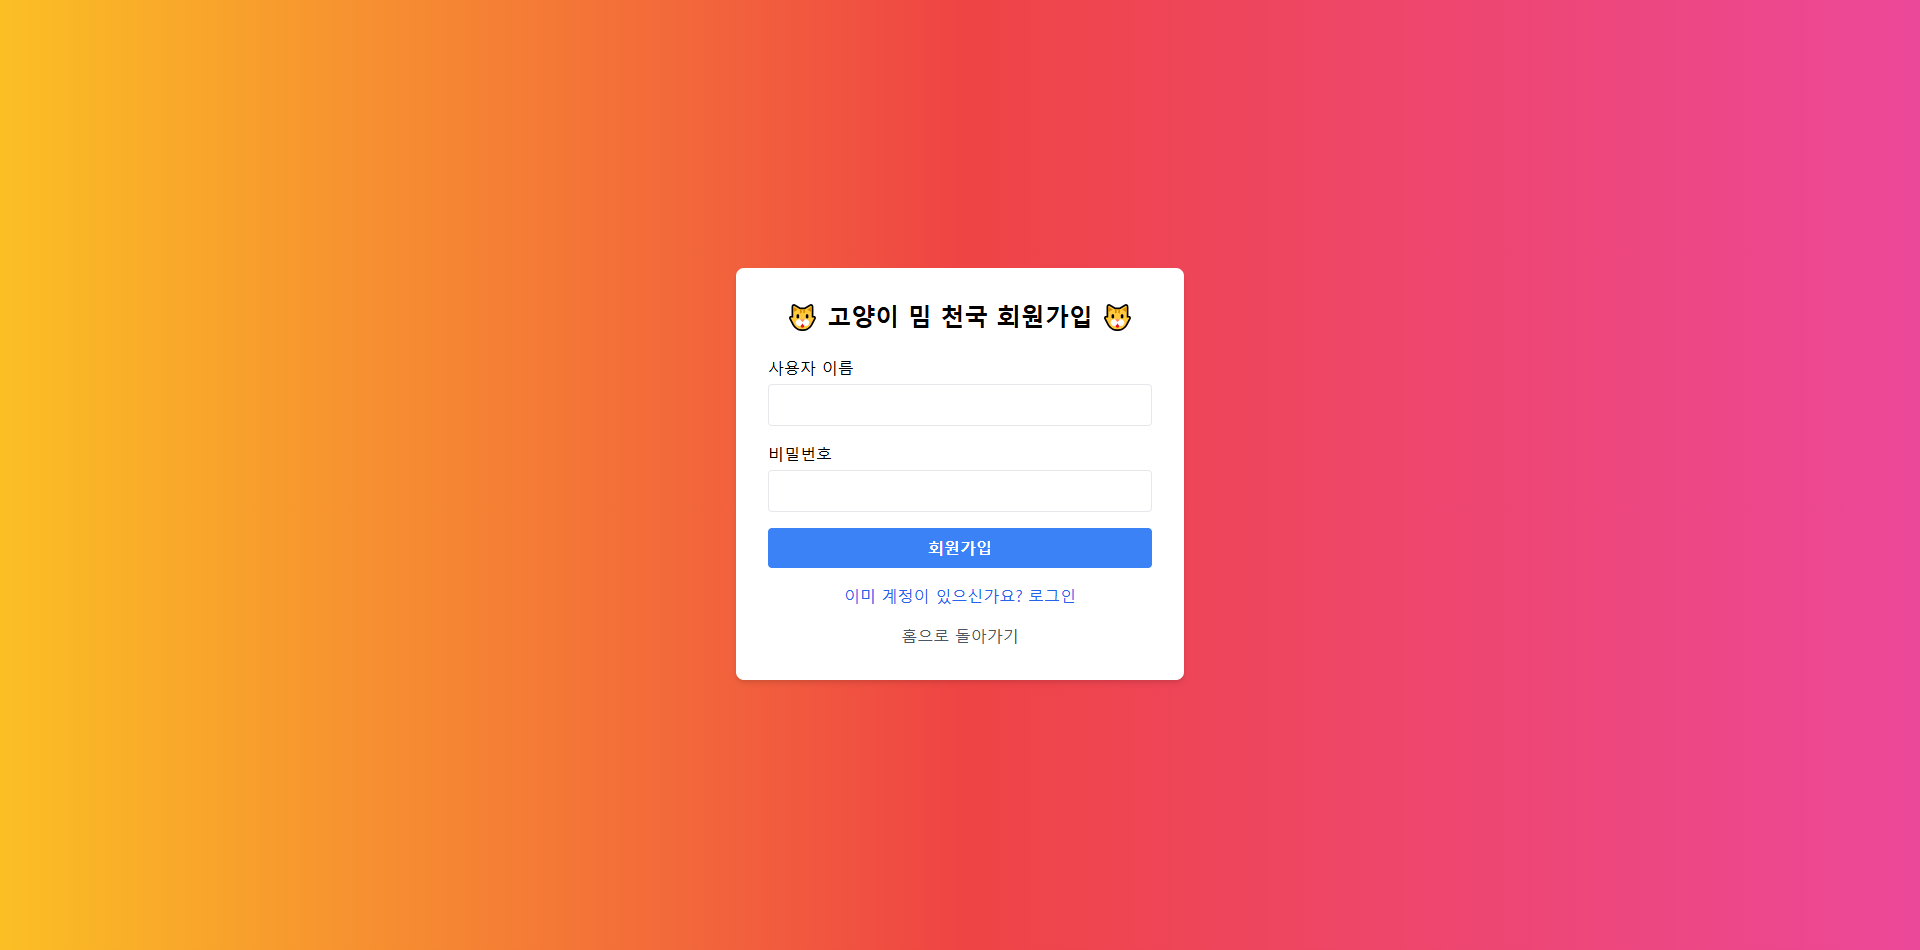 🐱 고양이 밈 천국 회원가입 🐱
사용자 이름
비밀번호
회원가입
이미 계정이 있으신가요? 로그인
홈으로 돌아가기